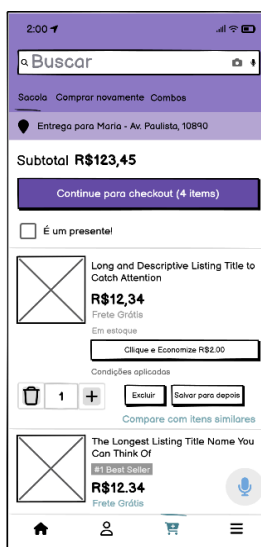 2:00
Buscar
Sacola Comprar novamente Combos
Entrega para Maria - Av. Paulista, 10890
Subtotal R$123,45
Continue para checkout (4 items)
É um presente!
Long and Descriptive Listing Title to
Catch Attention
R$12,34
Frete Grátis
Em estoque
Cllique e Economize R$2.00
Condições aplicadas
1
Excluir Salvar para depois
Compare com itens similares
The Longest Listing Title Name You
Can Think Of
#1 Best Seller
R$12.34
Frete Grátis